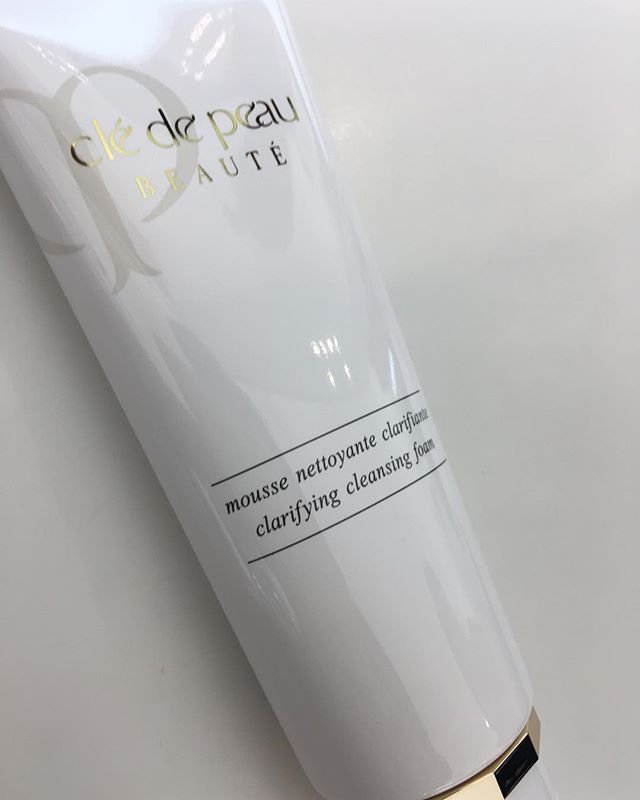 clé de peau
BEAUTÉ
mousse nettoyante clarifiante
clarifying cleansing foam